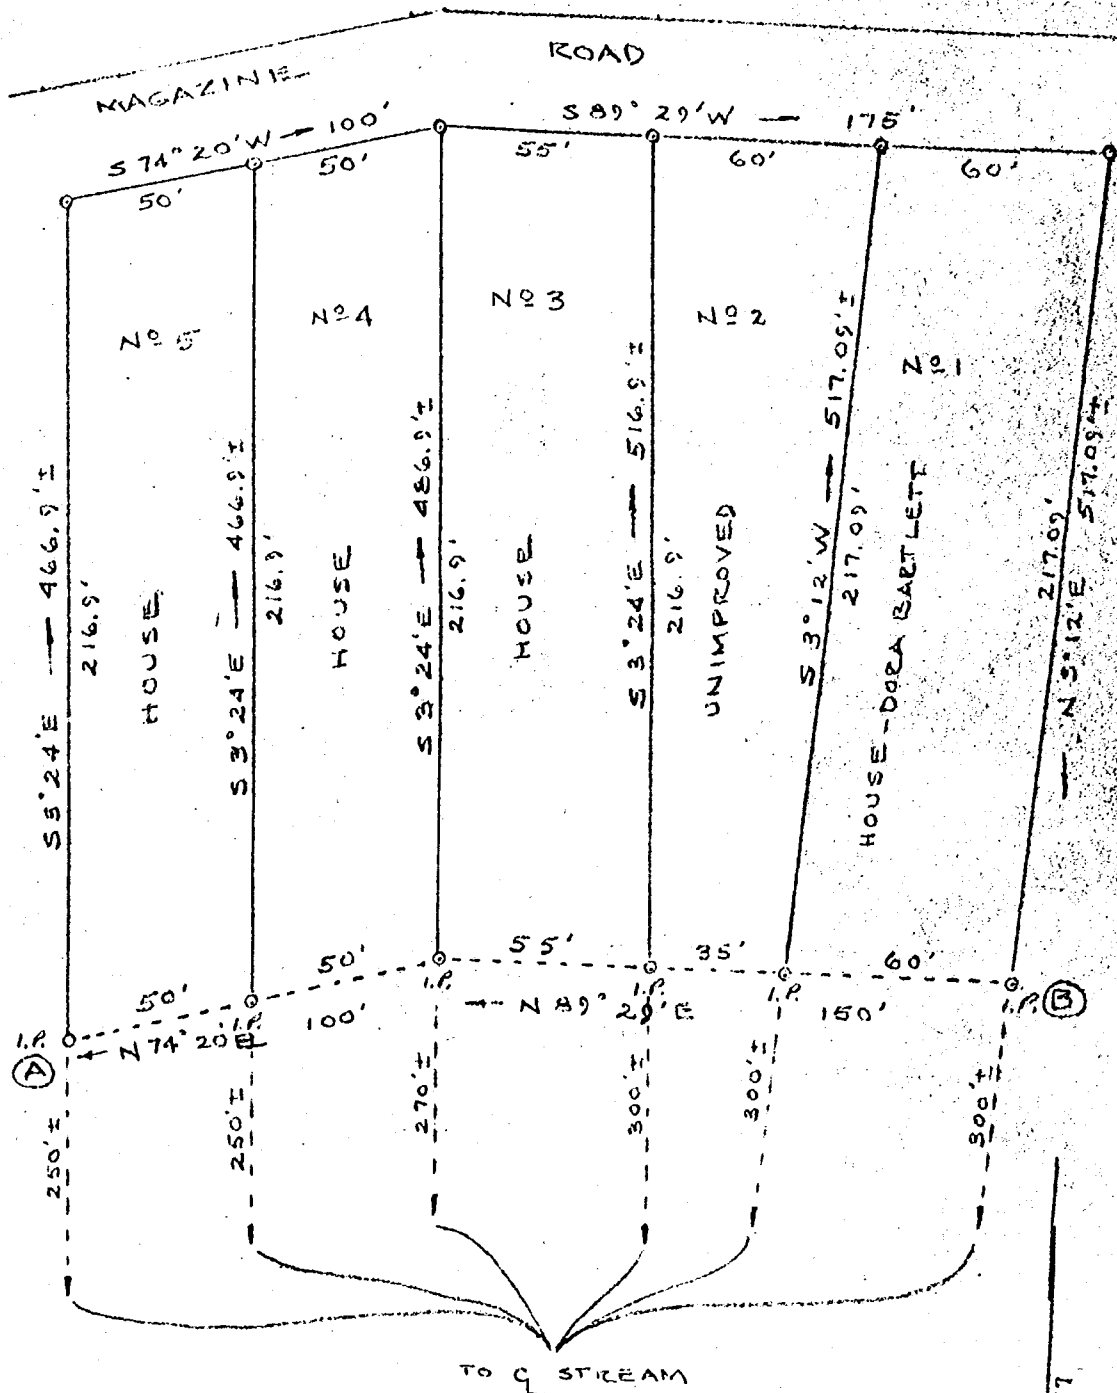 MAGAZINE ROAD
S 74° 20' W → 100'
S 89° 29' W — 175'
50'
50'
55'
60'
60'
Nº 5
Nº 4
Nº 3
Nº 2
Nº 1
S 3° 24' E — 466.9' ±
216.9'
HOUSE
S 3° 24' E — 466.9' ±
216.9'
HOUSE
S 3° 24' E — 486.9' ±
216.9'
HOUSE
S 3° 24' E — 516.9' ±
216.9'
UNIMPROVED
S 3° 12' W — 517.09' ±
217.09'
HOUSE - DORA BARTLETT
217.09'
N 3° 12' E 517.09' ±
50'
50'
55'
35'
60'
I.P.
I.P.
I.P.
I.P.
I.P.
I.P.
A
← N 74° 20' E
100'
← N 89° 29' E
150'
B
250' ±
250' ±
270' ±
300' ±
300' ±
300' ±
TO ℄ STREAM
7